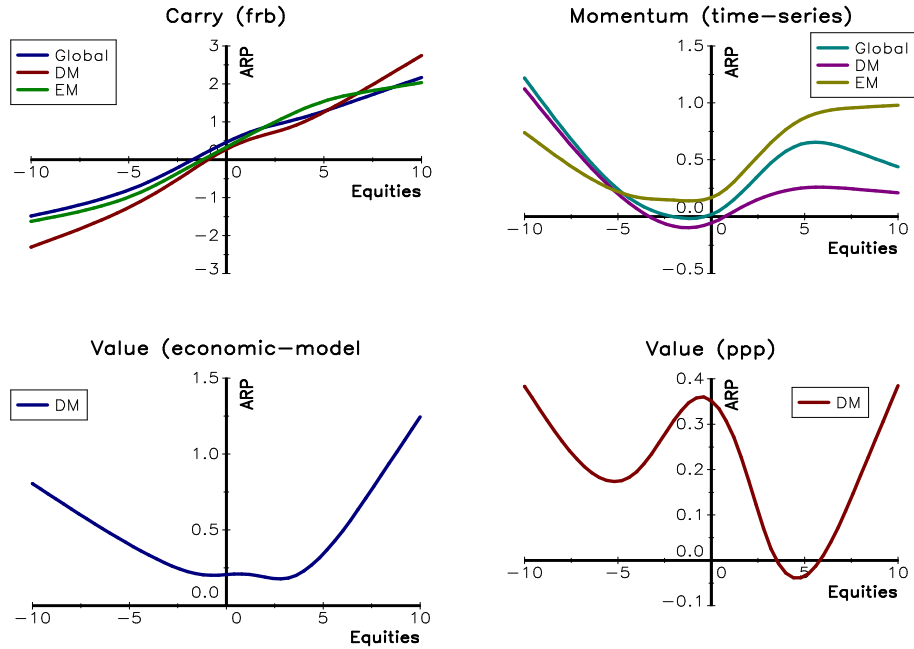 Carry (frb)
Global
DM
EM
ARP
3
2
1
0
-1
-2
-3
-10
-5
0
5
10
Equities
Momentum (time-series)
Global
DM
EM
ARP
1.5
1.0
0.5
0.0
-0.5
-10
-5
0
5
10
Equities
Value (economic-model
DM
ARP
1.5
1.0
0.5
0.0
-10
-5
0
5
10
Equities
Value (ppp)
DM
ARP
0.4
0.3
0.2
0.1
0.0
-0.1
-10
-5
0
5
10
Equities